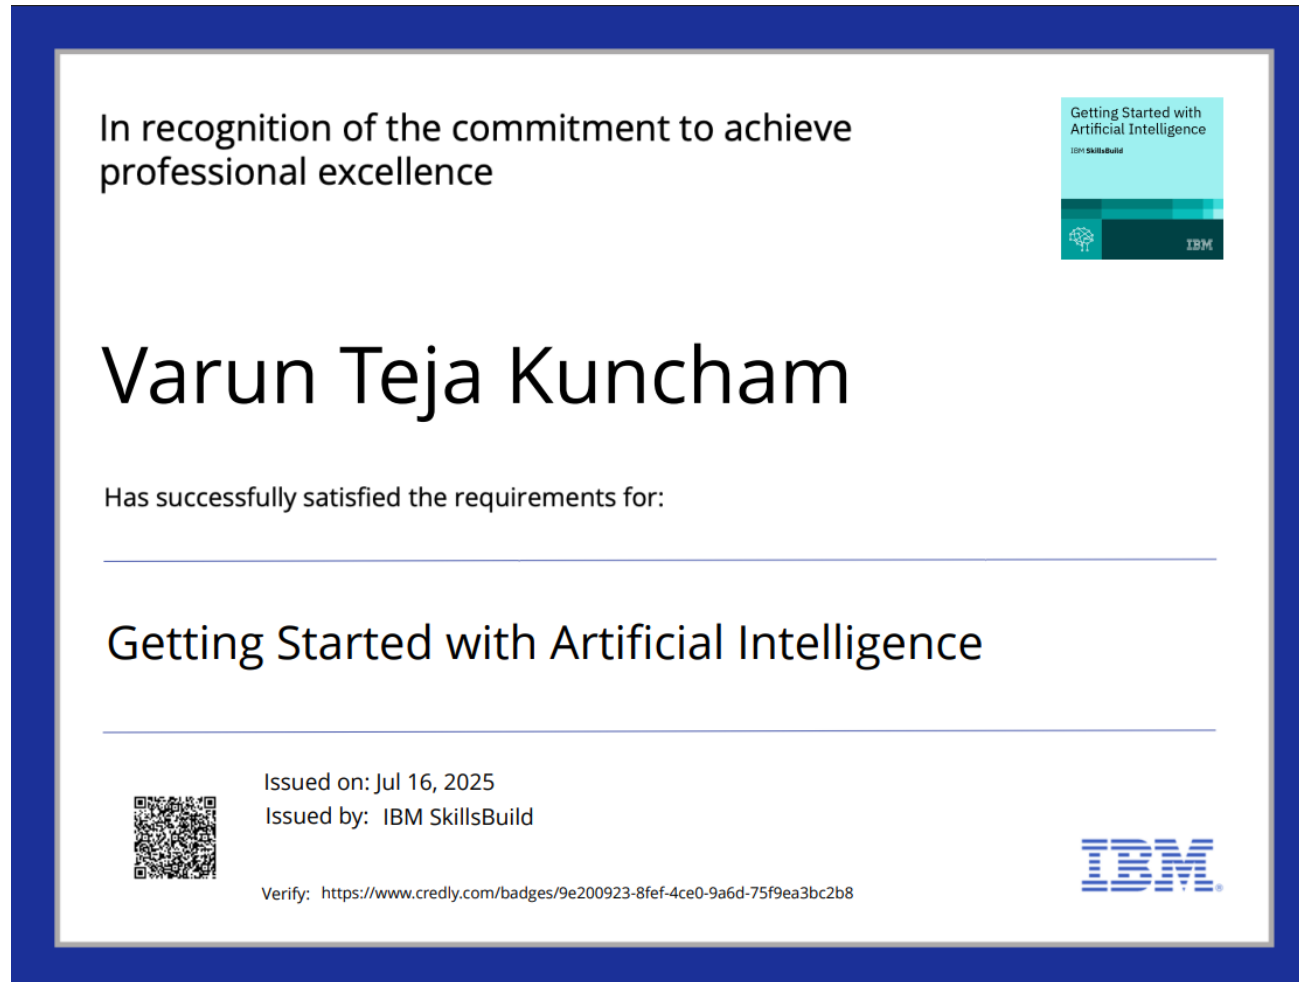 In recognition of the commitment to achieve
professional excellence
Getting Started with
Artificial Intelligence
IBM SkillsBuild
IBM
Varun Teja Kuncham
Has successfully satisfied the requirements for:
Getting Started with Artificial Intelligence
Issued on: Jul 16, 2025
Issued by: IBM SkillsBuild
Verify: https://www.credly.com/badges/9e200923-8fef-4ce0-9a6d-75f9ea3bc2b8
IBM®